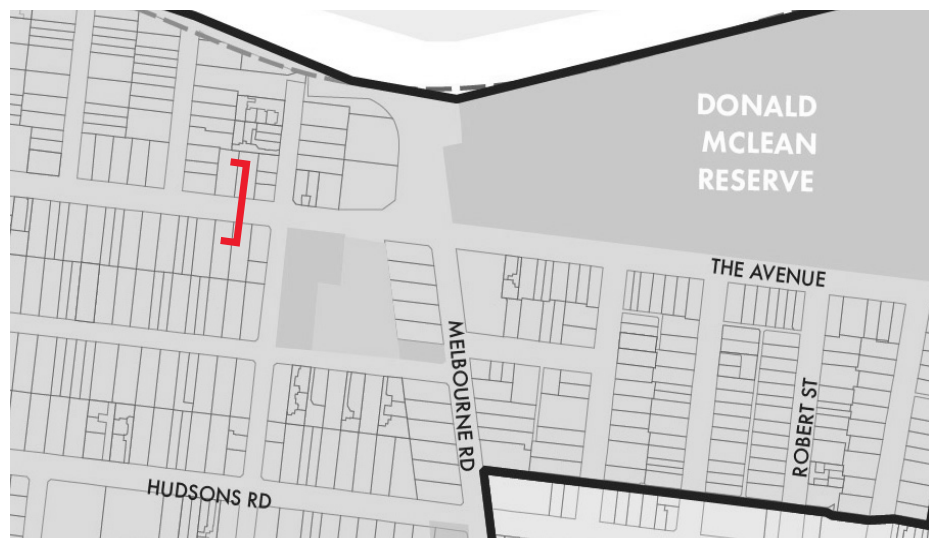 DONALD
MCLEAN
RESERVE
THE AVENUE
MELBOURNE RD
ROBERT ST
HUDSONS RD